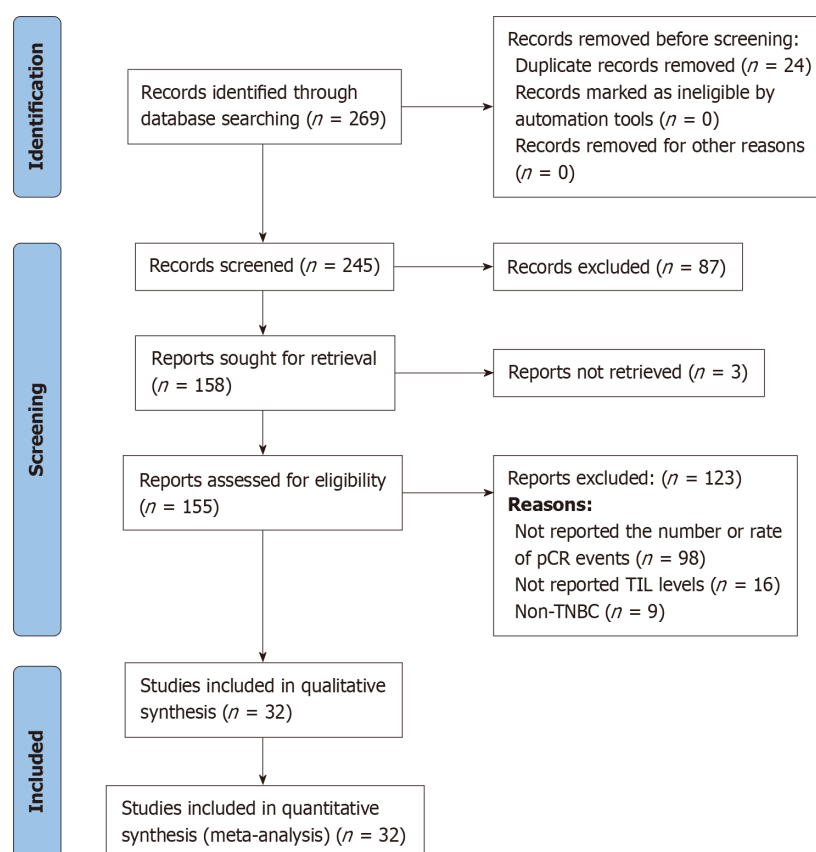 Identification
Records identified through
database searching (n = 269)
Records removed before screening:
Duplicate records removed (n = 24)
Records marked as ineligible by
automation tools (n = 0)
Records removed for other reasons
(n = 0)
Screening
Records screened (n = 245)
Records excluded (n = 87)
Reports sought for retrieval
(n = 158)
Reports not retrieved (n = 3)
Reports assessed for eligibility
(n = 155)
Reports excluded: (n = 123)
Reasons:
Not reported the number or rate
of pCR events (n = 98)
Not reported TIL levels (n = 16)
Non-TNBC (n = 9)
Included
Studies included in qualitative
synthesis (n = 32)
Studies included in quantitative
synthesis (meta-analysis) (n = 32)